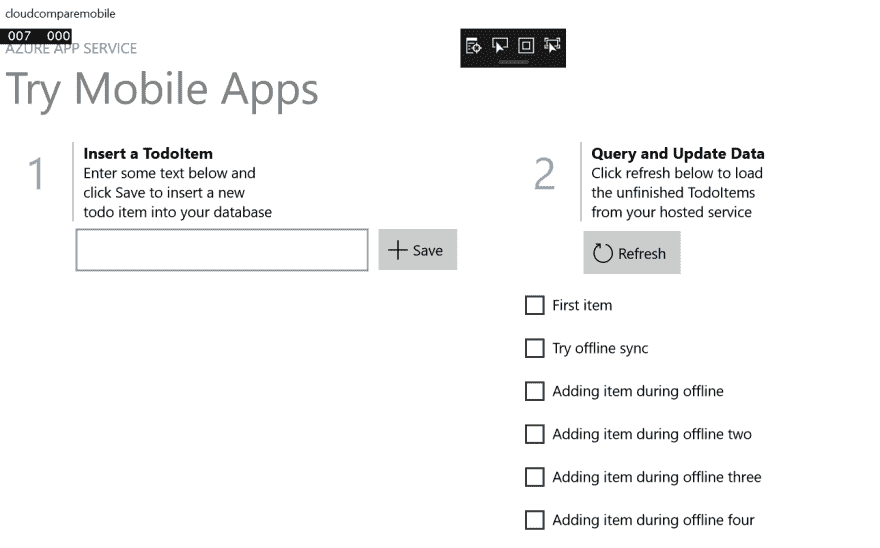 cloudcomparemobile
007 000
AZURE APP SERVICE
Try Mobile Apps
1
Insert a TodoItem
Enter some text below and
click Save to insert a new
todo item into your database
Save
2
Query and Update Data
Click refresh below to load
the unfinished TodoItems
from your hosted service
Refresh
First item
Try offline sync
Adding item during offline
Adding item during offline two
Adding item during offline three
Adding item during offline four